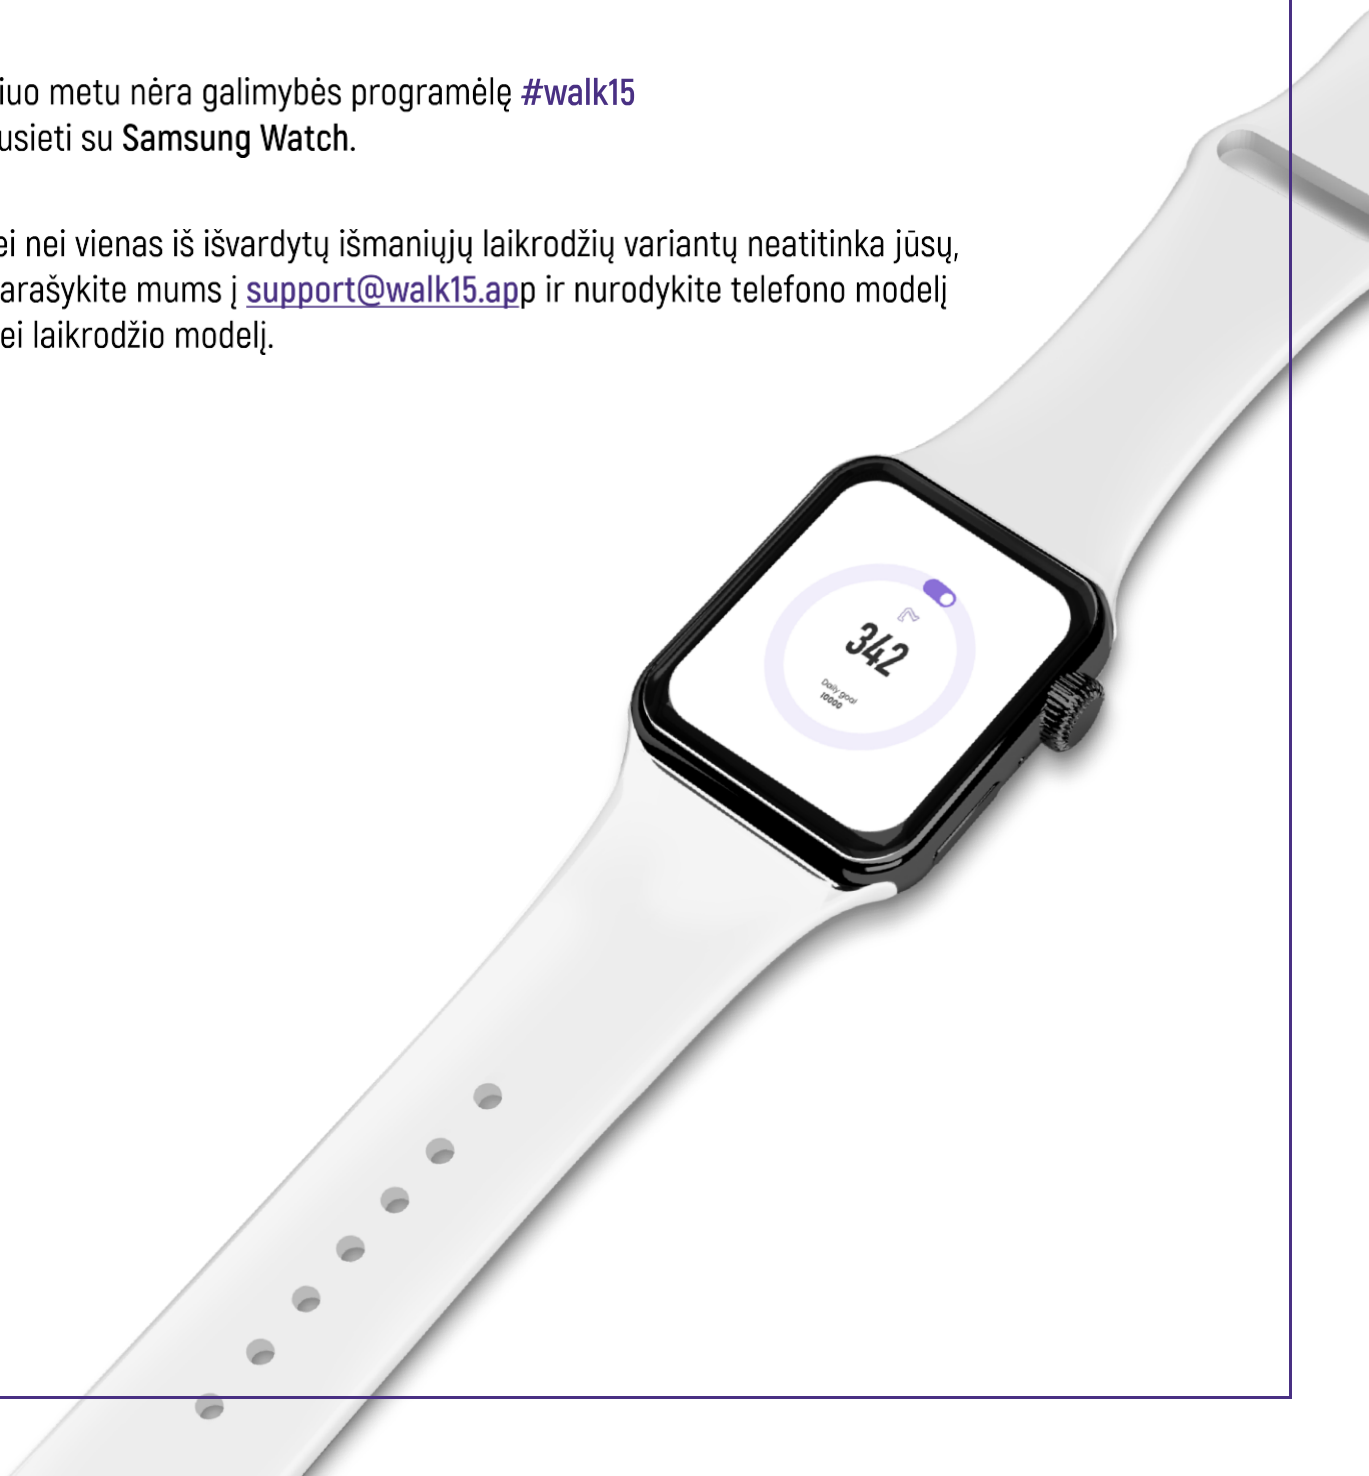 iuo metu nėra galimybės programėlę #walk15
usieti su Samsung Watch.
ei nei vienas iš išvardytų išmaniųjų laikrodžių variantų neatitinka jūsų,
arašykite mums į support@walk15.app ir nurodykite telefono modelį
ei laikrodžio modelį.
342
Daily goal
10000